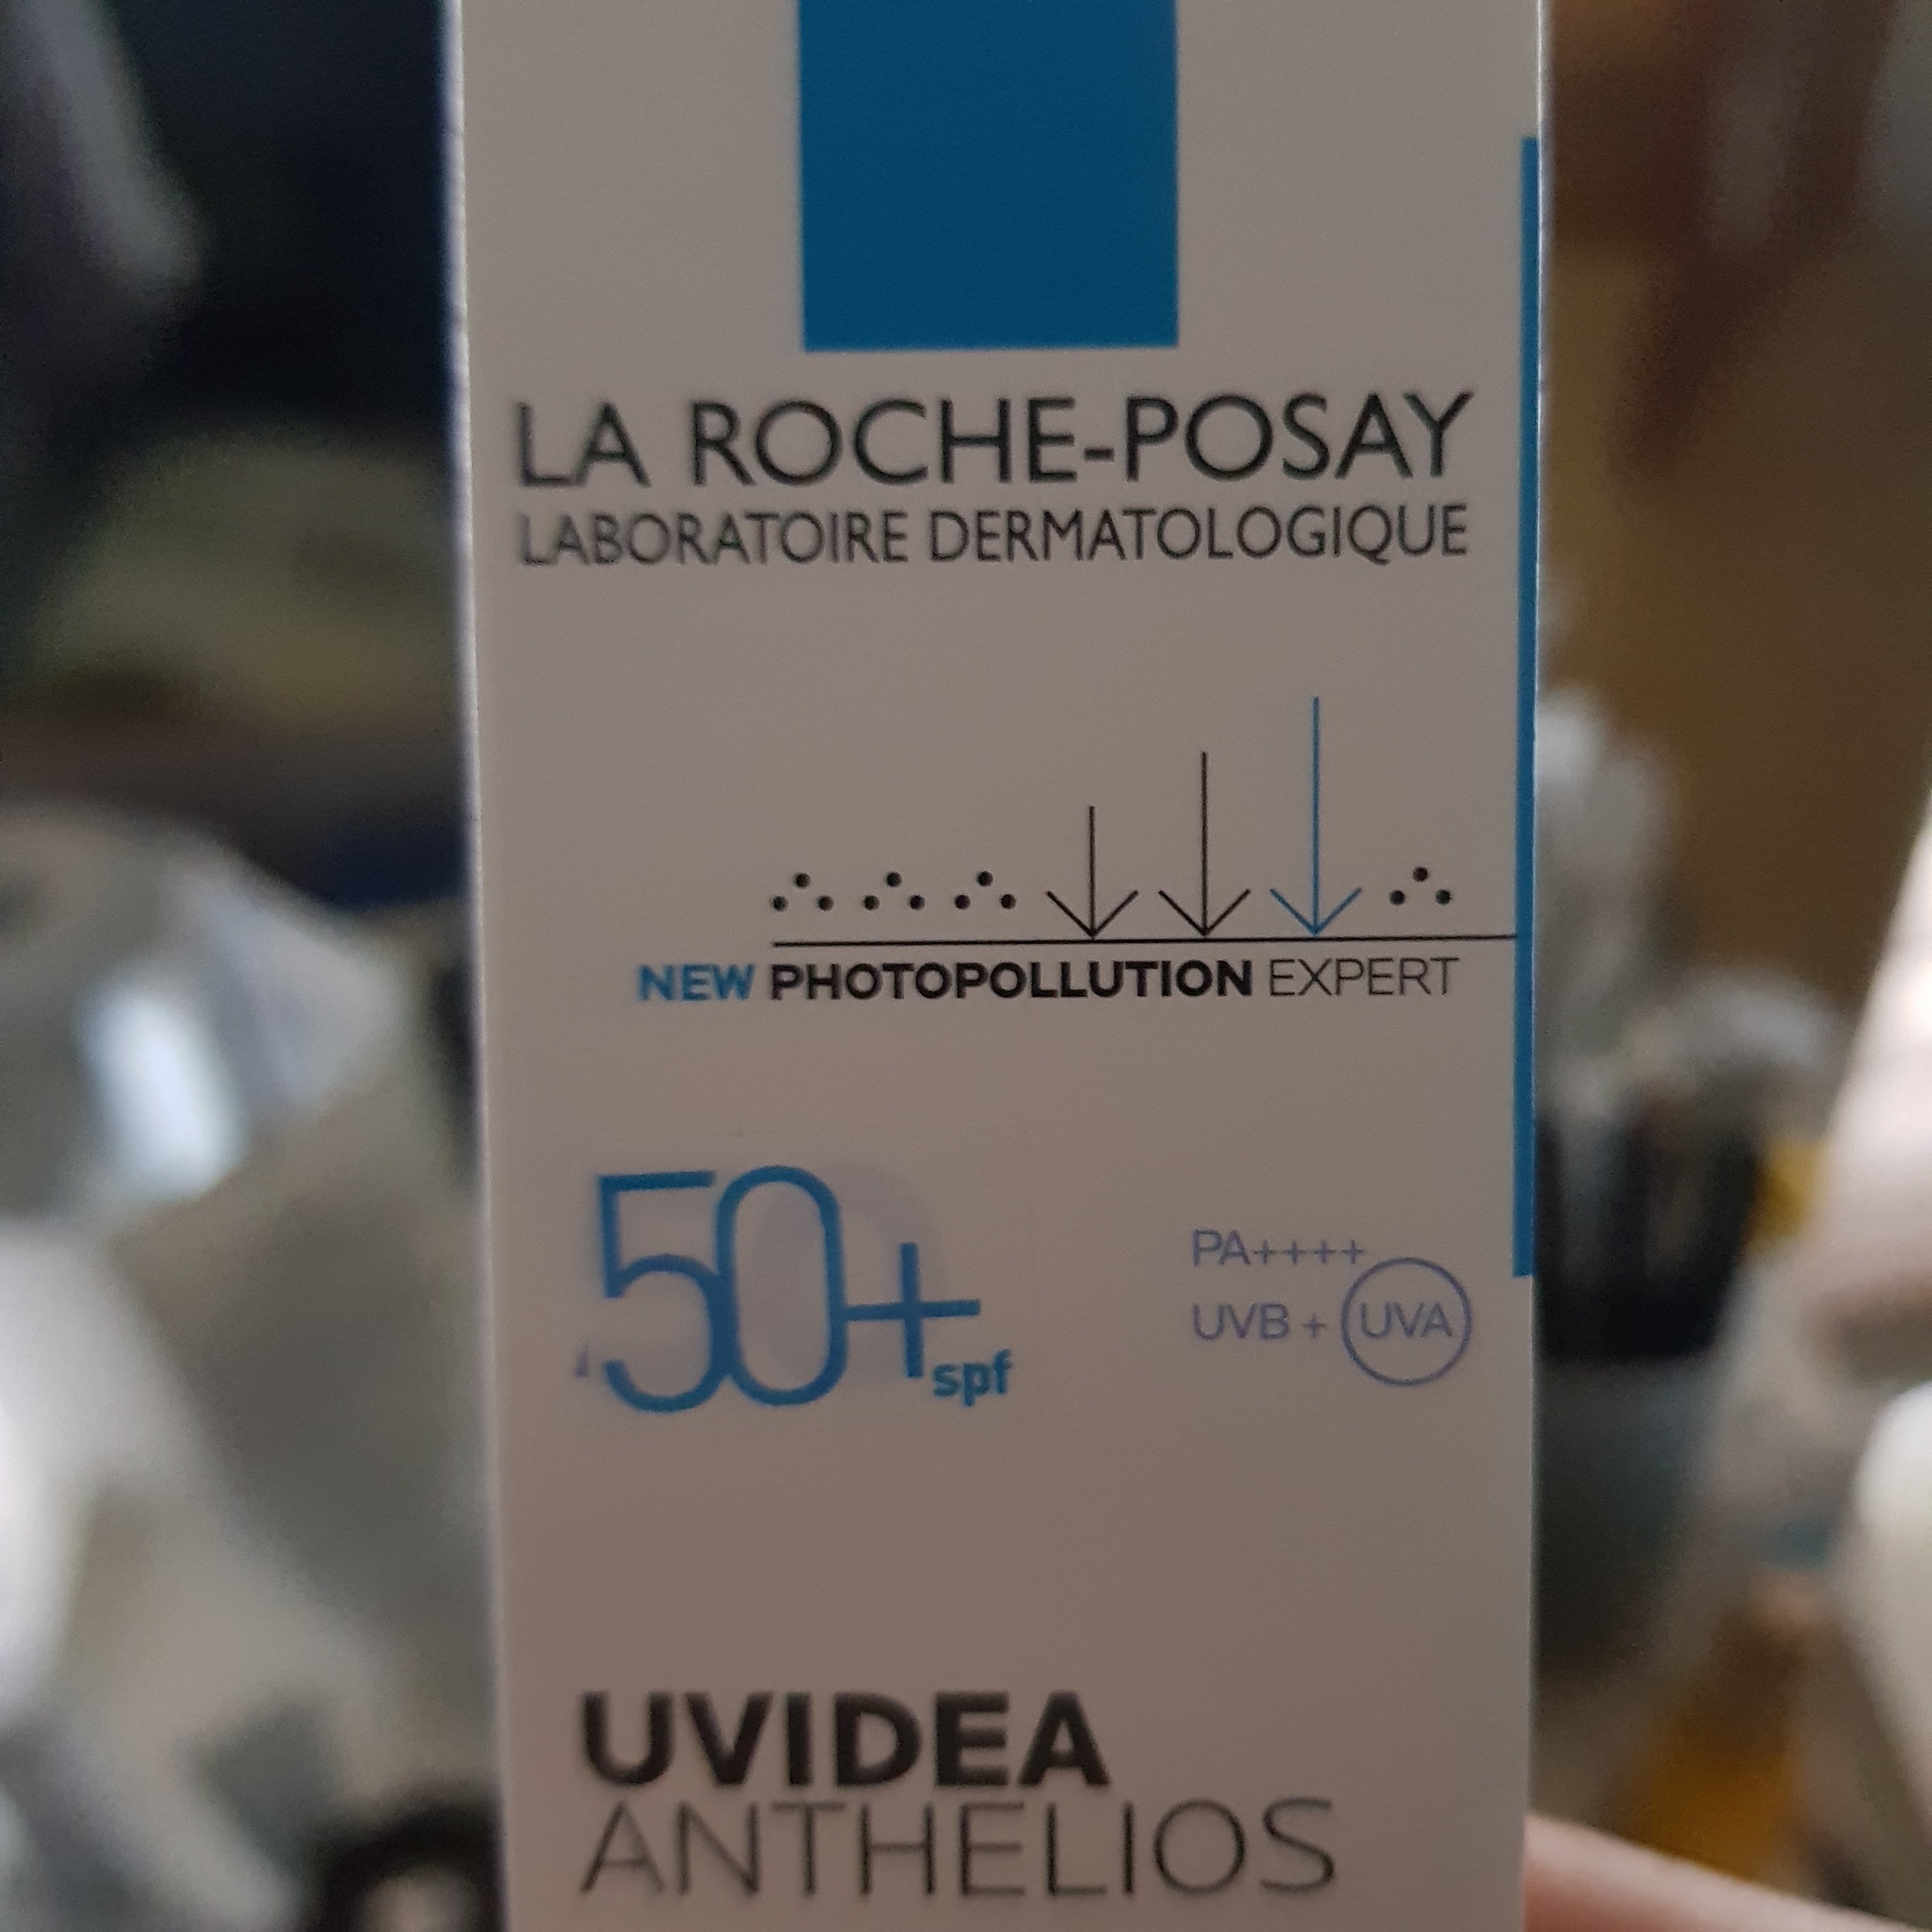 LA ROCHE-POSAY
LABORATOIRE DERMATOLOGIQUE
NEW PHOTOPOLLUTION EXPERT
50+ spf
PA++++
UVB + UVA
UVIDEA
ANTHELIOS